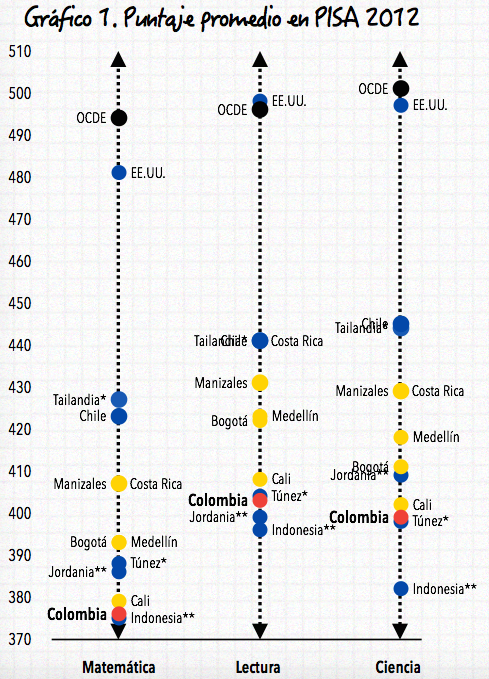 Gráfico 1. Puntaje promedio en PISA 2012
510
500
490
480
470
460
450
440
430
420
410
400
390
380
370
OCDE
EE.UU.
Tailandia*
Chile
Manizales
Costa Rica
Bogotá
Medellín
Túnez*
Jordania**
Cali
Colombia
Indonesia**
Matemática
EE.UU.
OCDE
Tailandia*
Chile
Costa Rica
Manizales
Medellín
Bogotá
Cali
Túnez*
Colombia
Jordania**
Indonesia**
Lectura
OCDE
EE.UU.
Chile
Tailandia*
Manizales
Costa Rica
Medellín
Bogotá
Jordania**
Cali
Colombia
Túnez*
Indonesia**
Ciencia